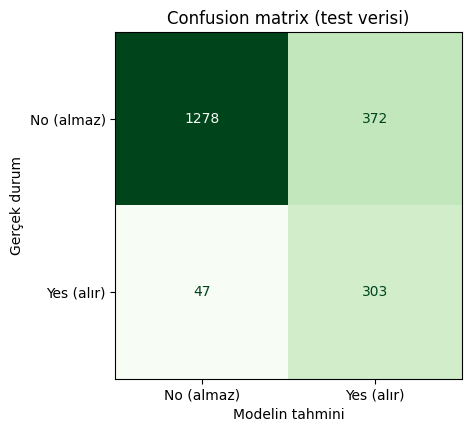 Confusion matrix (test verisi)
No (almaz)
1278
372
Gerçek durum
Yes (alır)
47
303
No (almaz)
Yes (alır)
Modelin tahmini